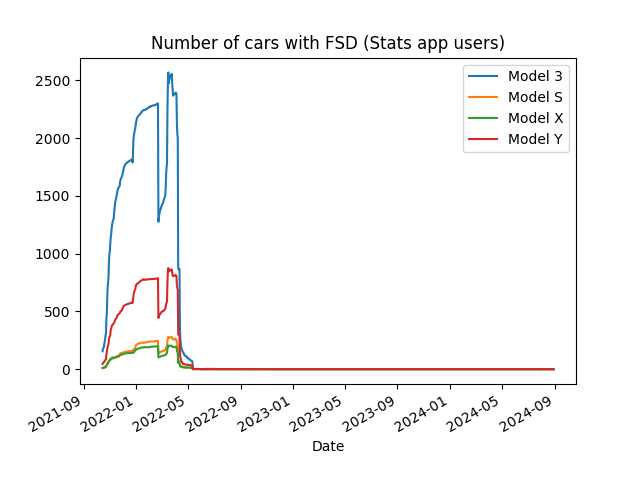 Number of cars with FSD (Stats app users)
2500
2000
1500
1000
500
0
Model 3
Model S
Model X
Model Y
2021-09
2022-01
2022-05
2022-09
2023-01
2023-05
2023-09
2024-01
2024-05
2024-09
Date